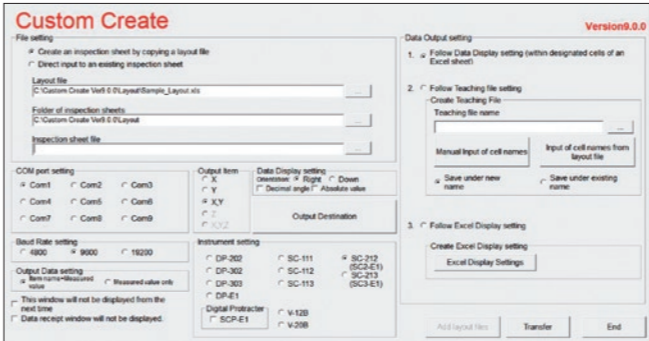 Custom Create
Version9.0.0
File setting
Create an inspection sheet by copying a layout file
Direct input to an existing inspection sheet
Layout file
C:\Custom Create Ver9.0.0\Layout\Sample_Layout.xls
...
Folder of inspection sheets
C:\Custom Create Ver9.0.0\Layout
...
Inspection sheet file
...
COM port setting
Com1 Com2 Com3
Com4 Com5 Com6
Com7 Com8 Com9
Output Item
X
Y
X,Y
Z
X,Y,Z
Data Display setting
Orientation: Right Down
Decimal angle Absolute value
Output Destination
Baud Rate setting
4800 9600 19200
Output Data setting
Item name+Measured value
Measured value only
This window will not be displayed from the
next time
Data receipt window will not be displayed.
Instrument setting
DP-202 SC-111 SC-212
(SC2-E1)
DP-302 SC-112 SC-213
(SC3-E1)
DP-303 SC-113
DP-E1
Digital Protracter
SCP-E1
V-12B
V-20B
Data Output setting
1. Follow Data Display setting (within designated cells of an
Excel sheet)
2. Follow Teaching file setting
Create Teaching File
Teaching file name
...
Manual Input of cell names
Input of cell names from
layout file
Save under new
name
Save under existing
name
3. Follow Excel Display setting
Create Excel Display setting
Excel Display Settings
Add layout files
Transfer
End